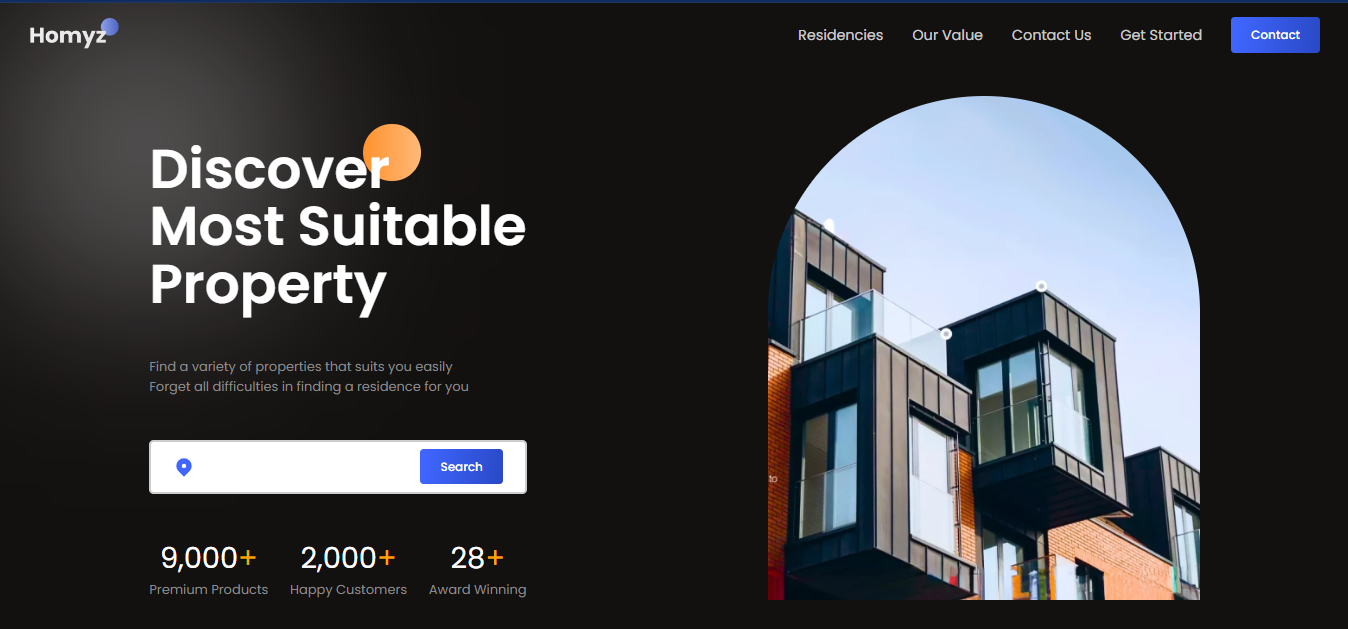 Homyz
Residencies
Our Value
Contact Us
Get Started
Contact
Discover
Most Suitable
Property
Find a variety of properties that suits you easily
Forget all difficulties in finding a residence for you
Search
9,000+
2,000+
28+
Premium Products
Happy Customers
Award Winning
to